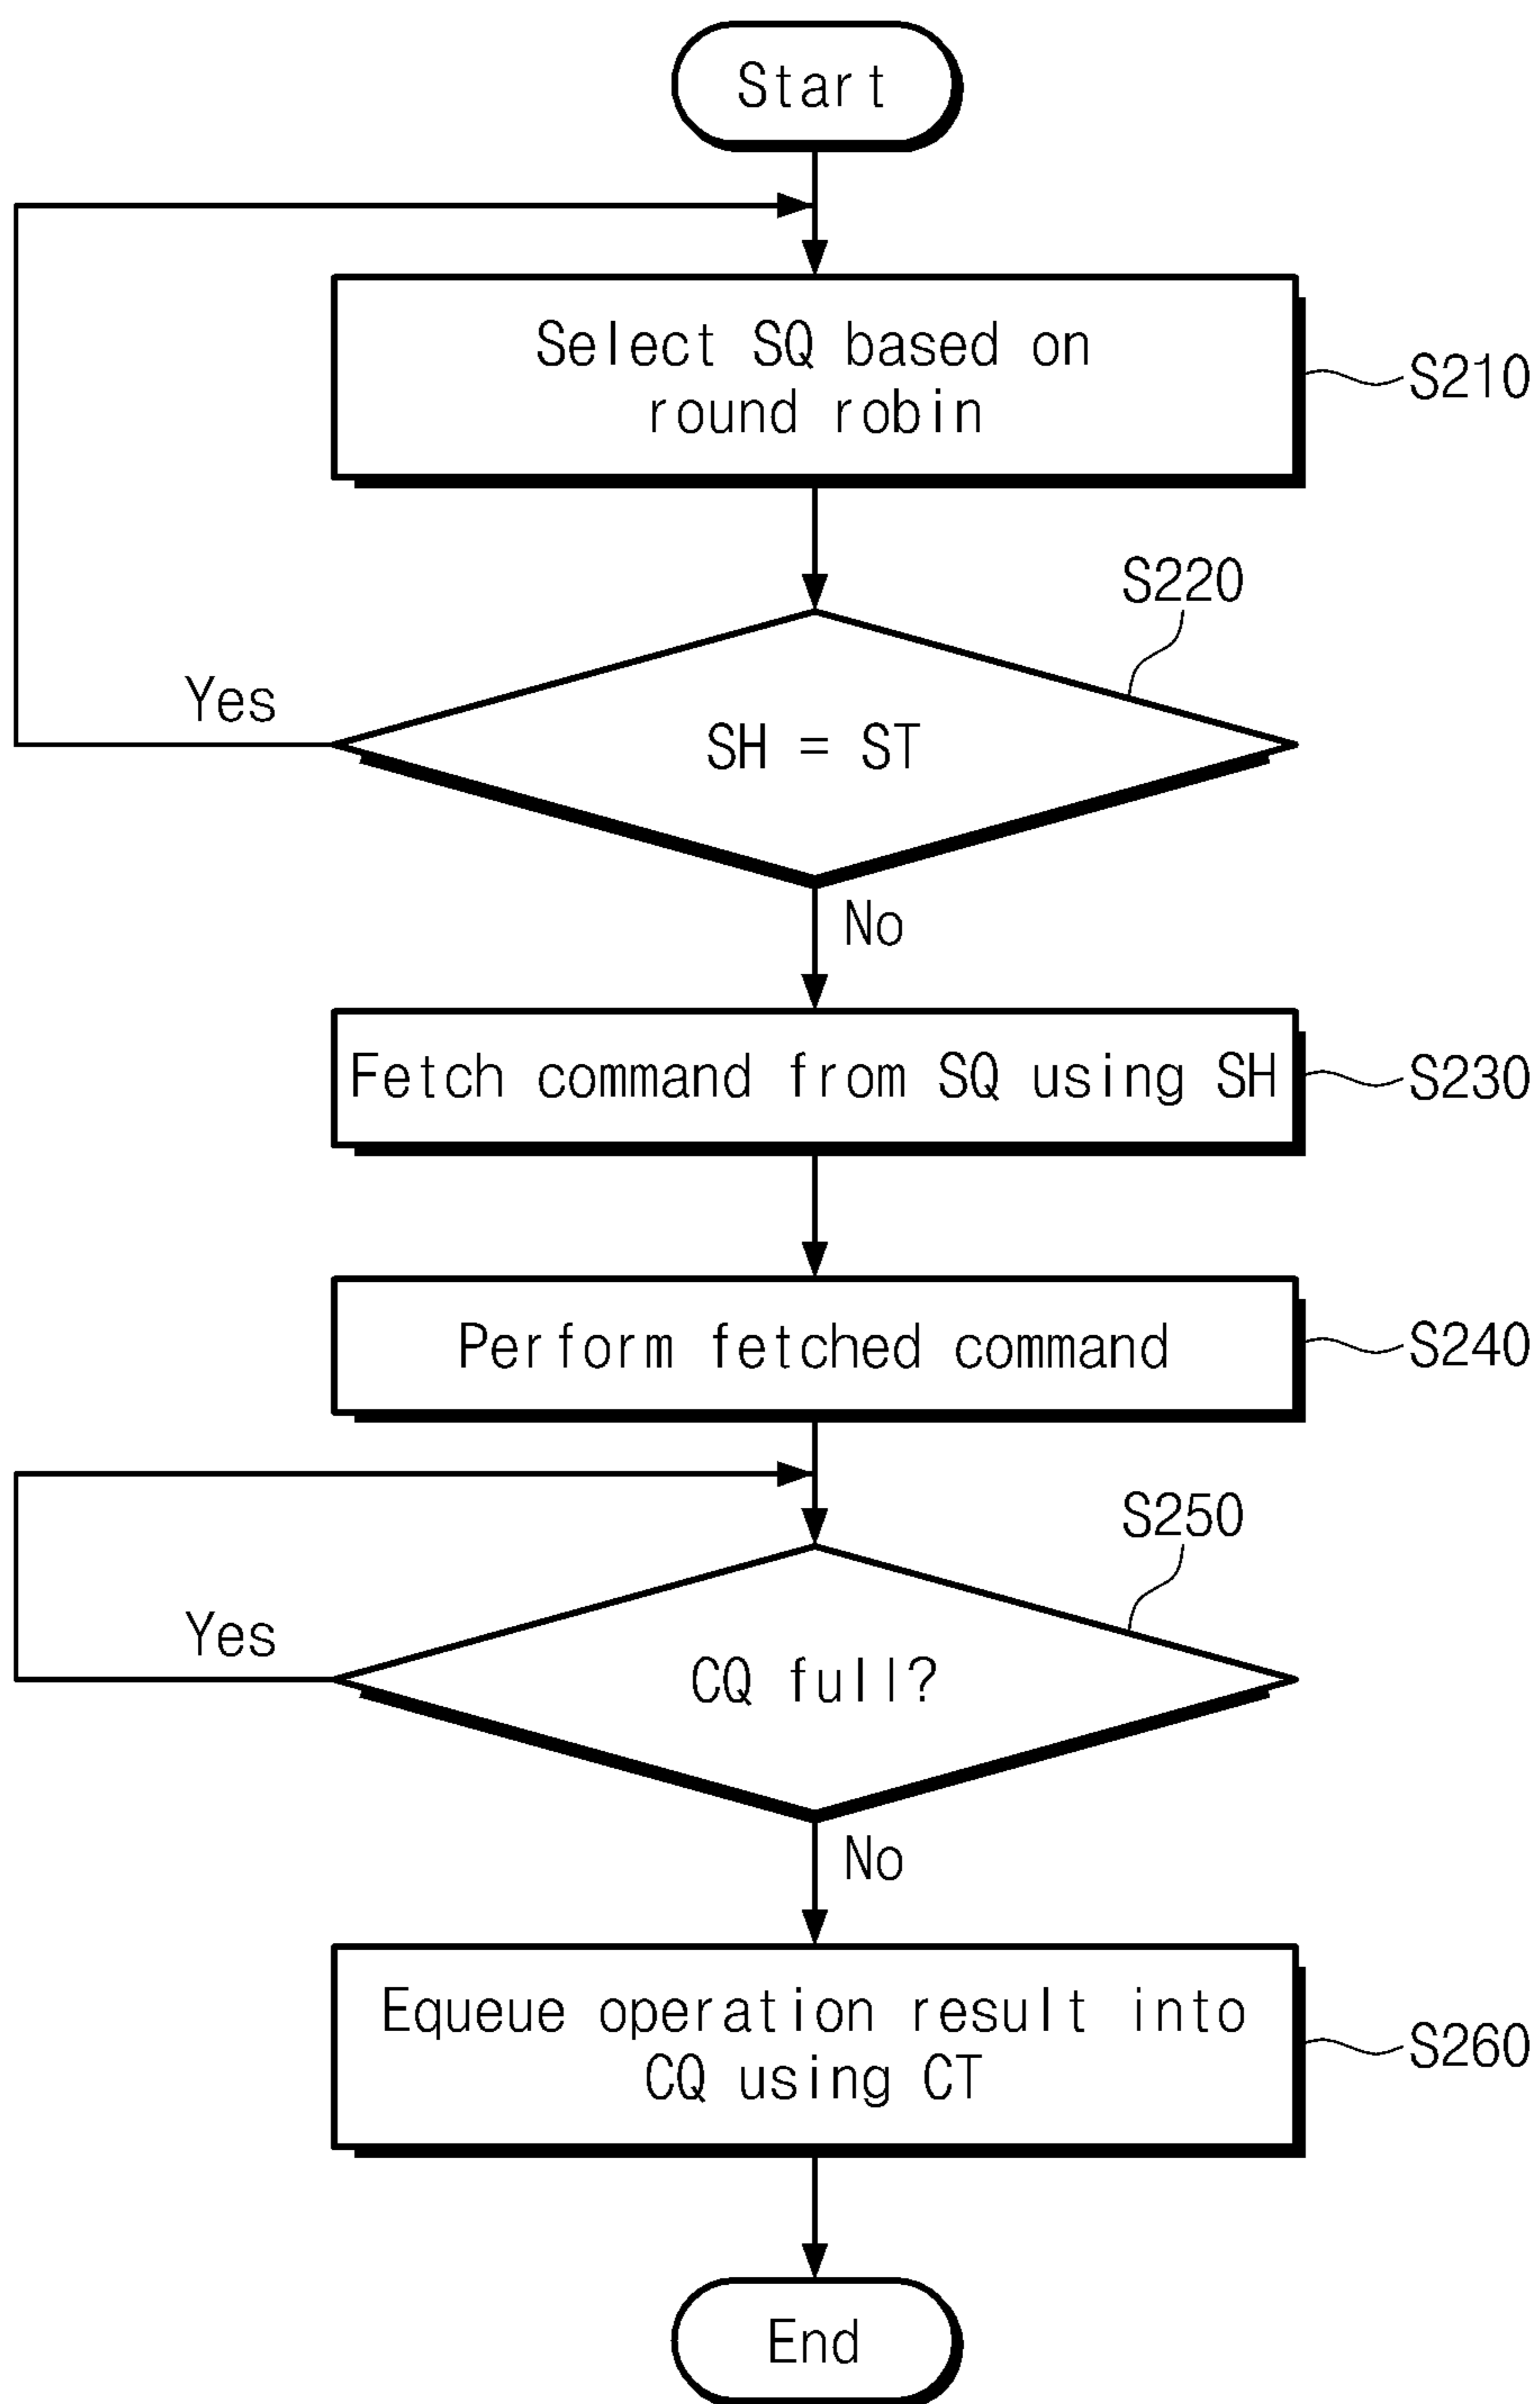 Start
Select SQ based on
round robin
S210
S220
Yes
SH = ST
No
Fetch command from SQ using SH
S230
Perform fetched command
S240
S250
Yes
CQ full?
No
Equeue operation result into
CQ using CT
S260
End